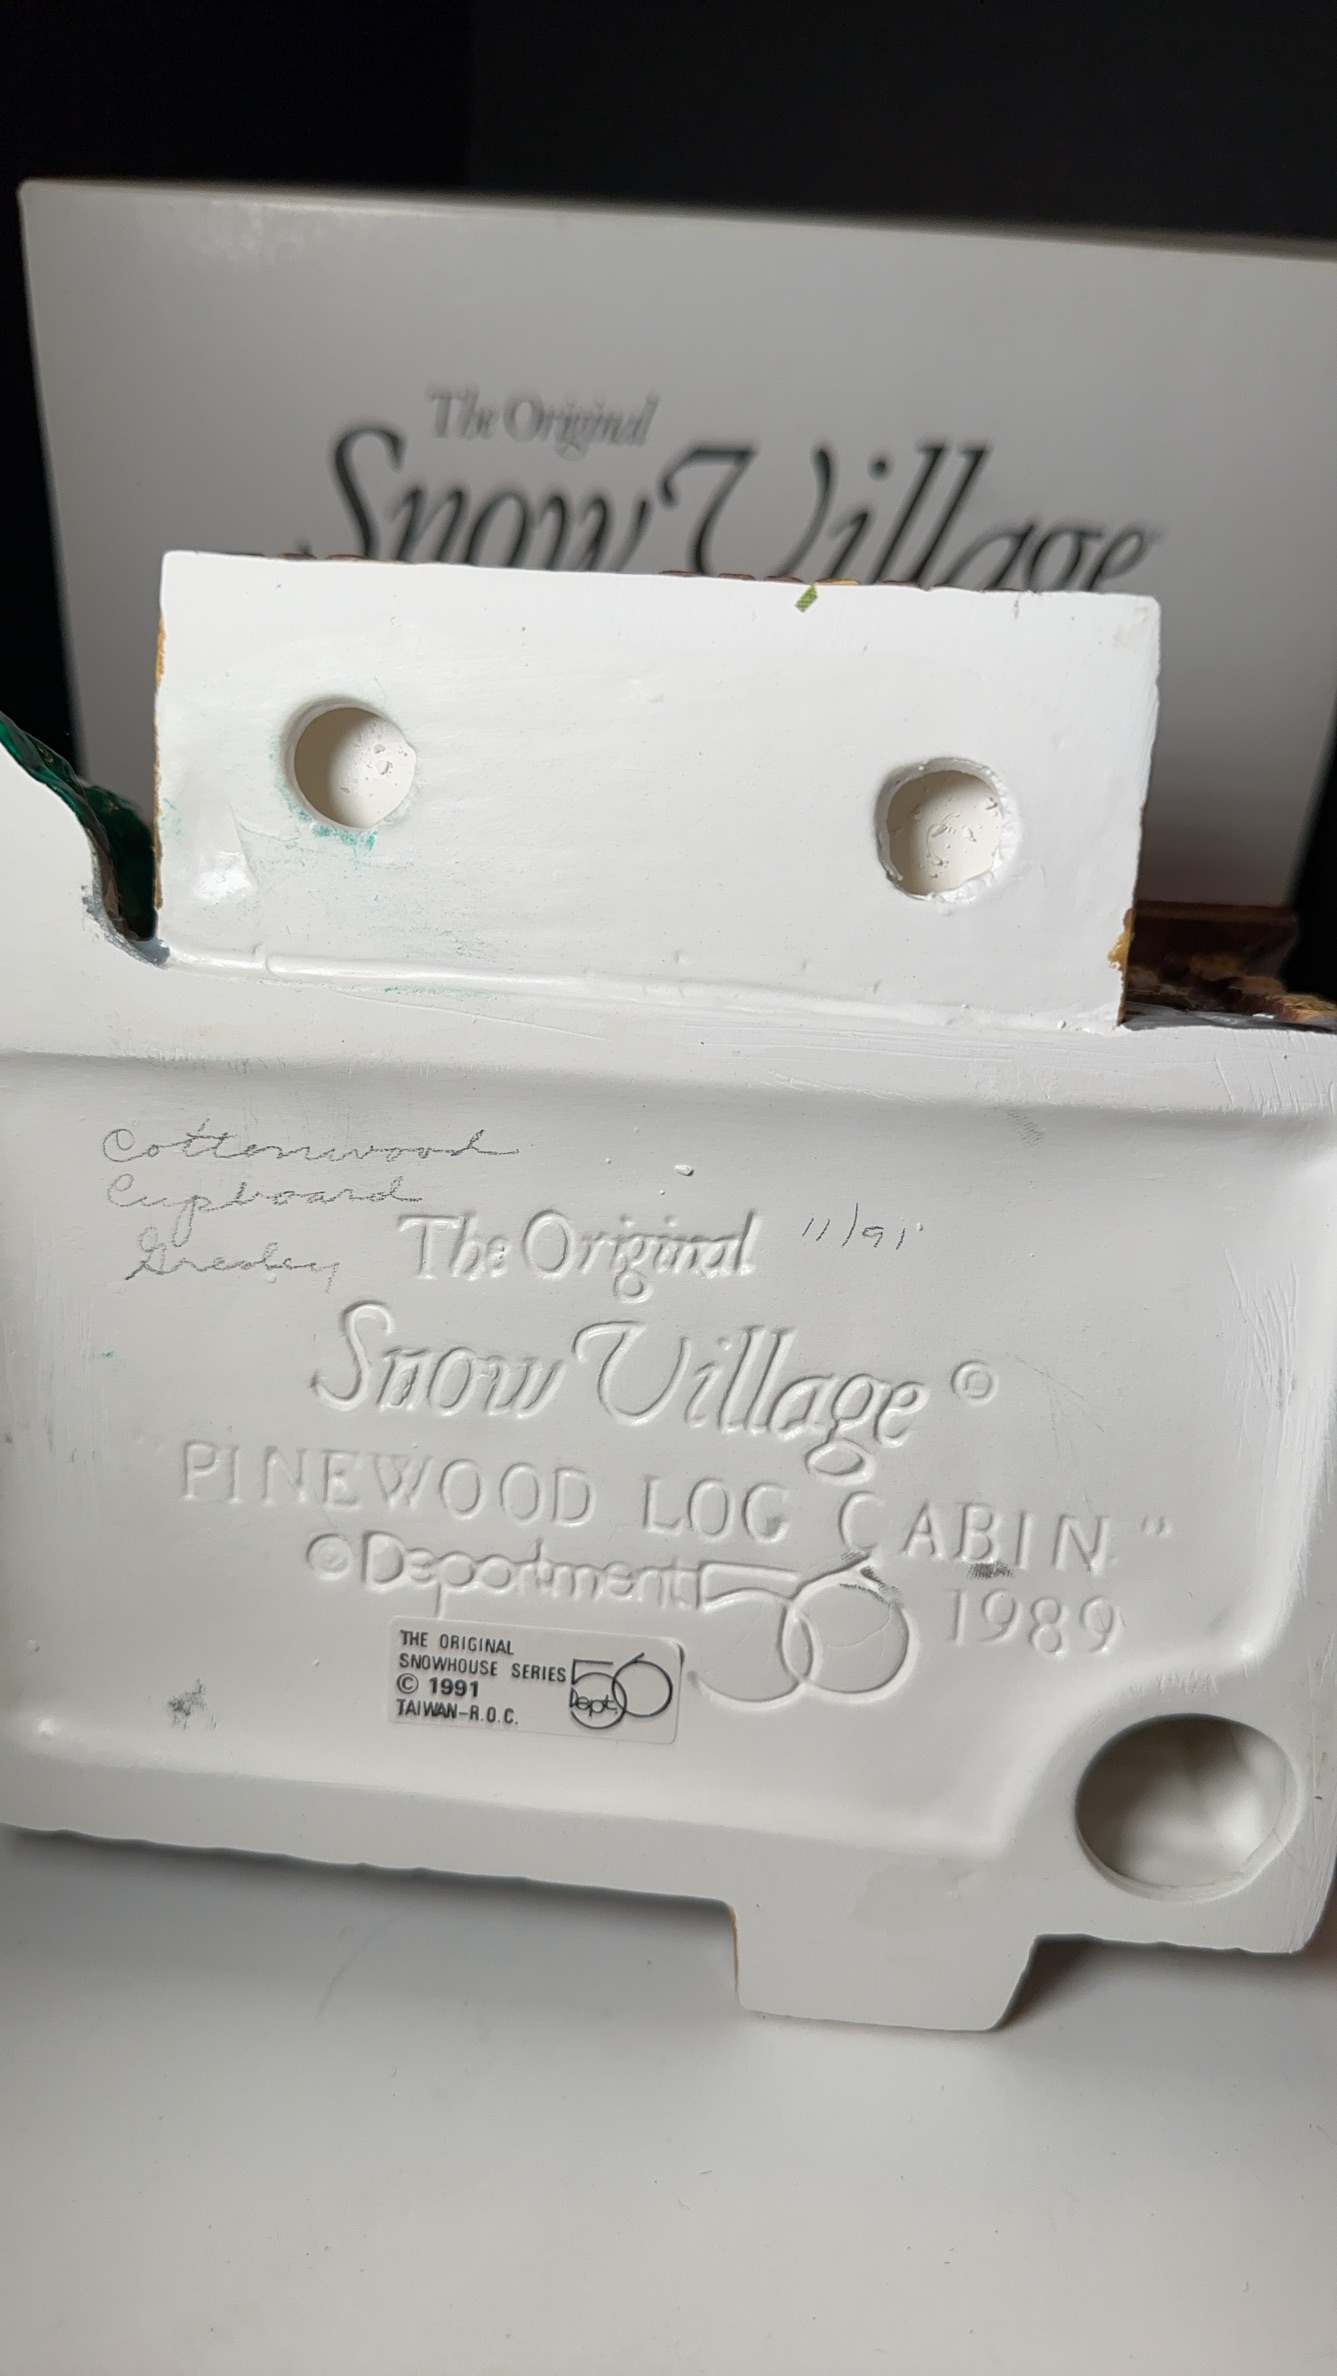 The Original
Snow Village
Cottonwood
Cupboard
Greeley
11/91
The Original
Snow Village ©
"PINEWOOD LOG CABIN"
© Department 56 1989
THE ORIGINAL
SNOWHOUSE SERIES
© 1991
TAIWAN-R.O.C.
Dept. 56